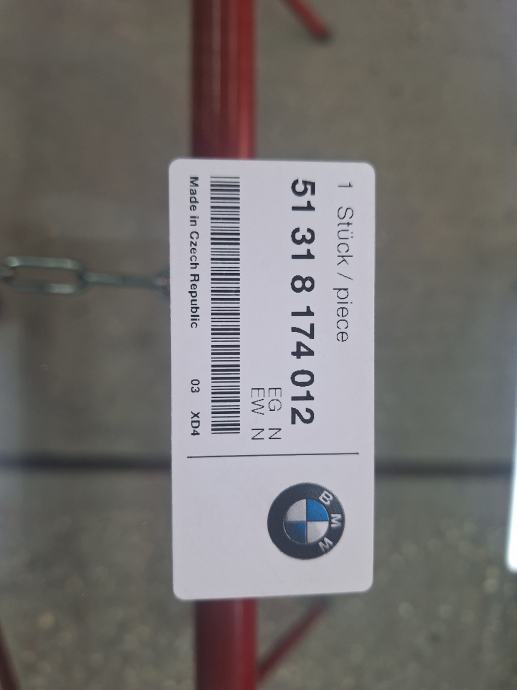 1 Stück / piece
51 31 8 174 012
EG N
EW N
Made in Czech Republic 03 XD4
BMW